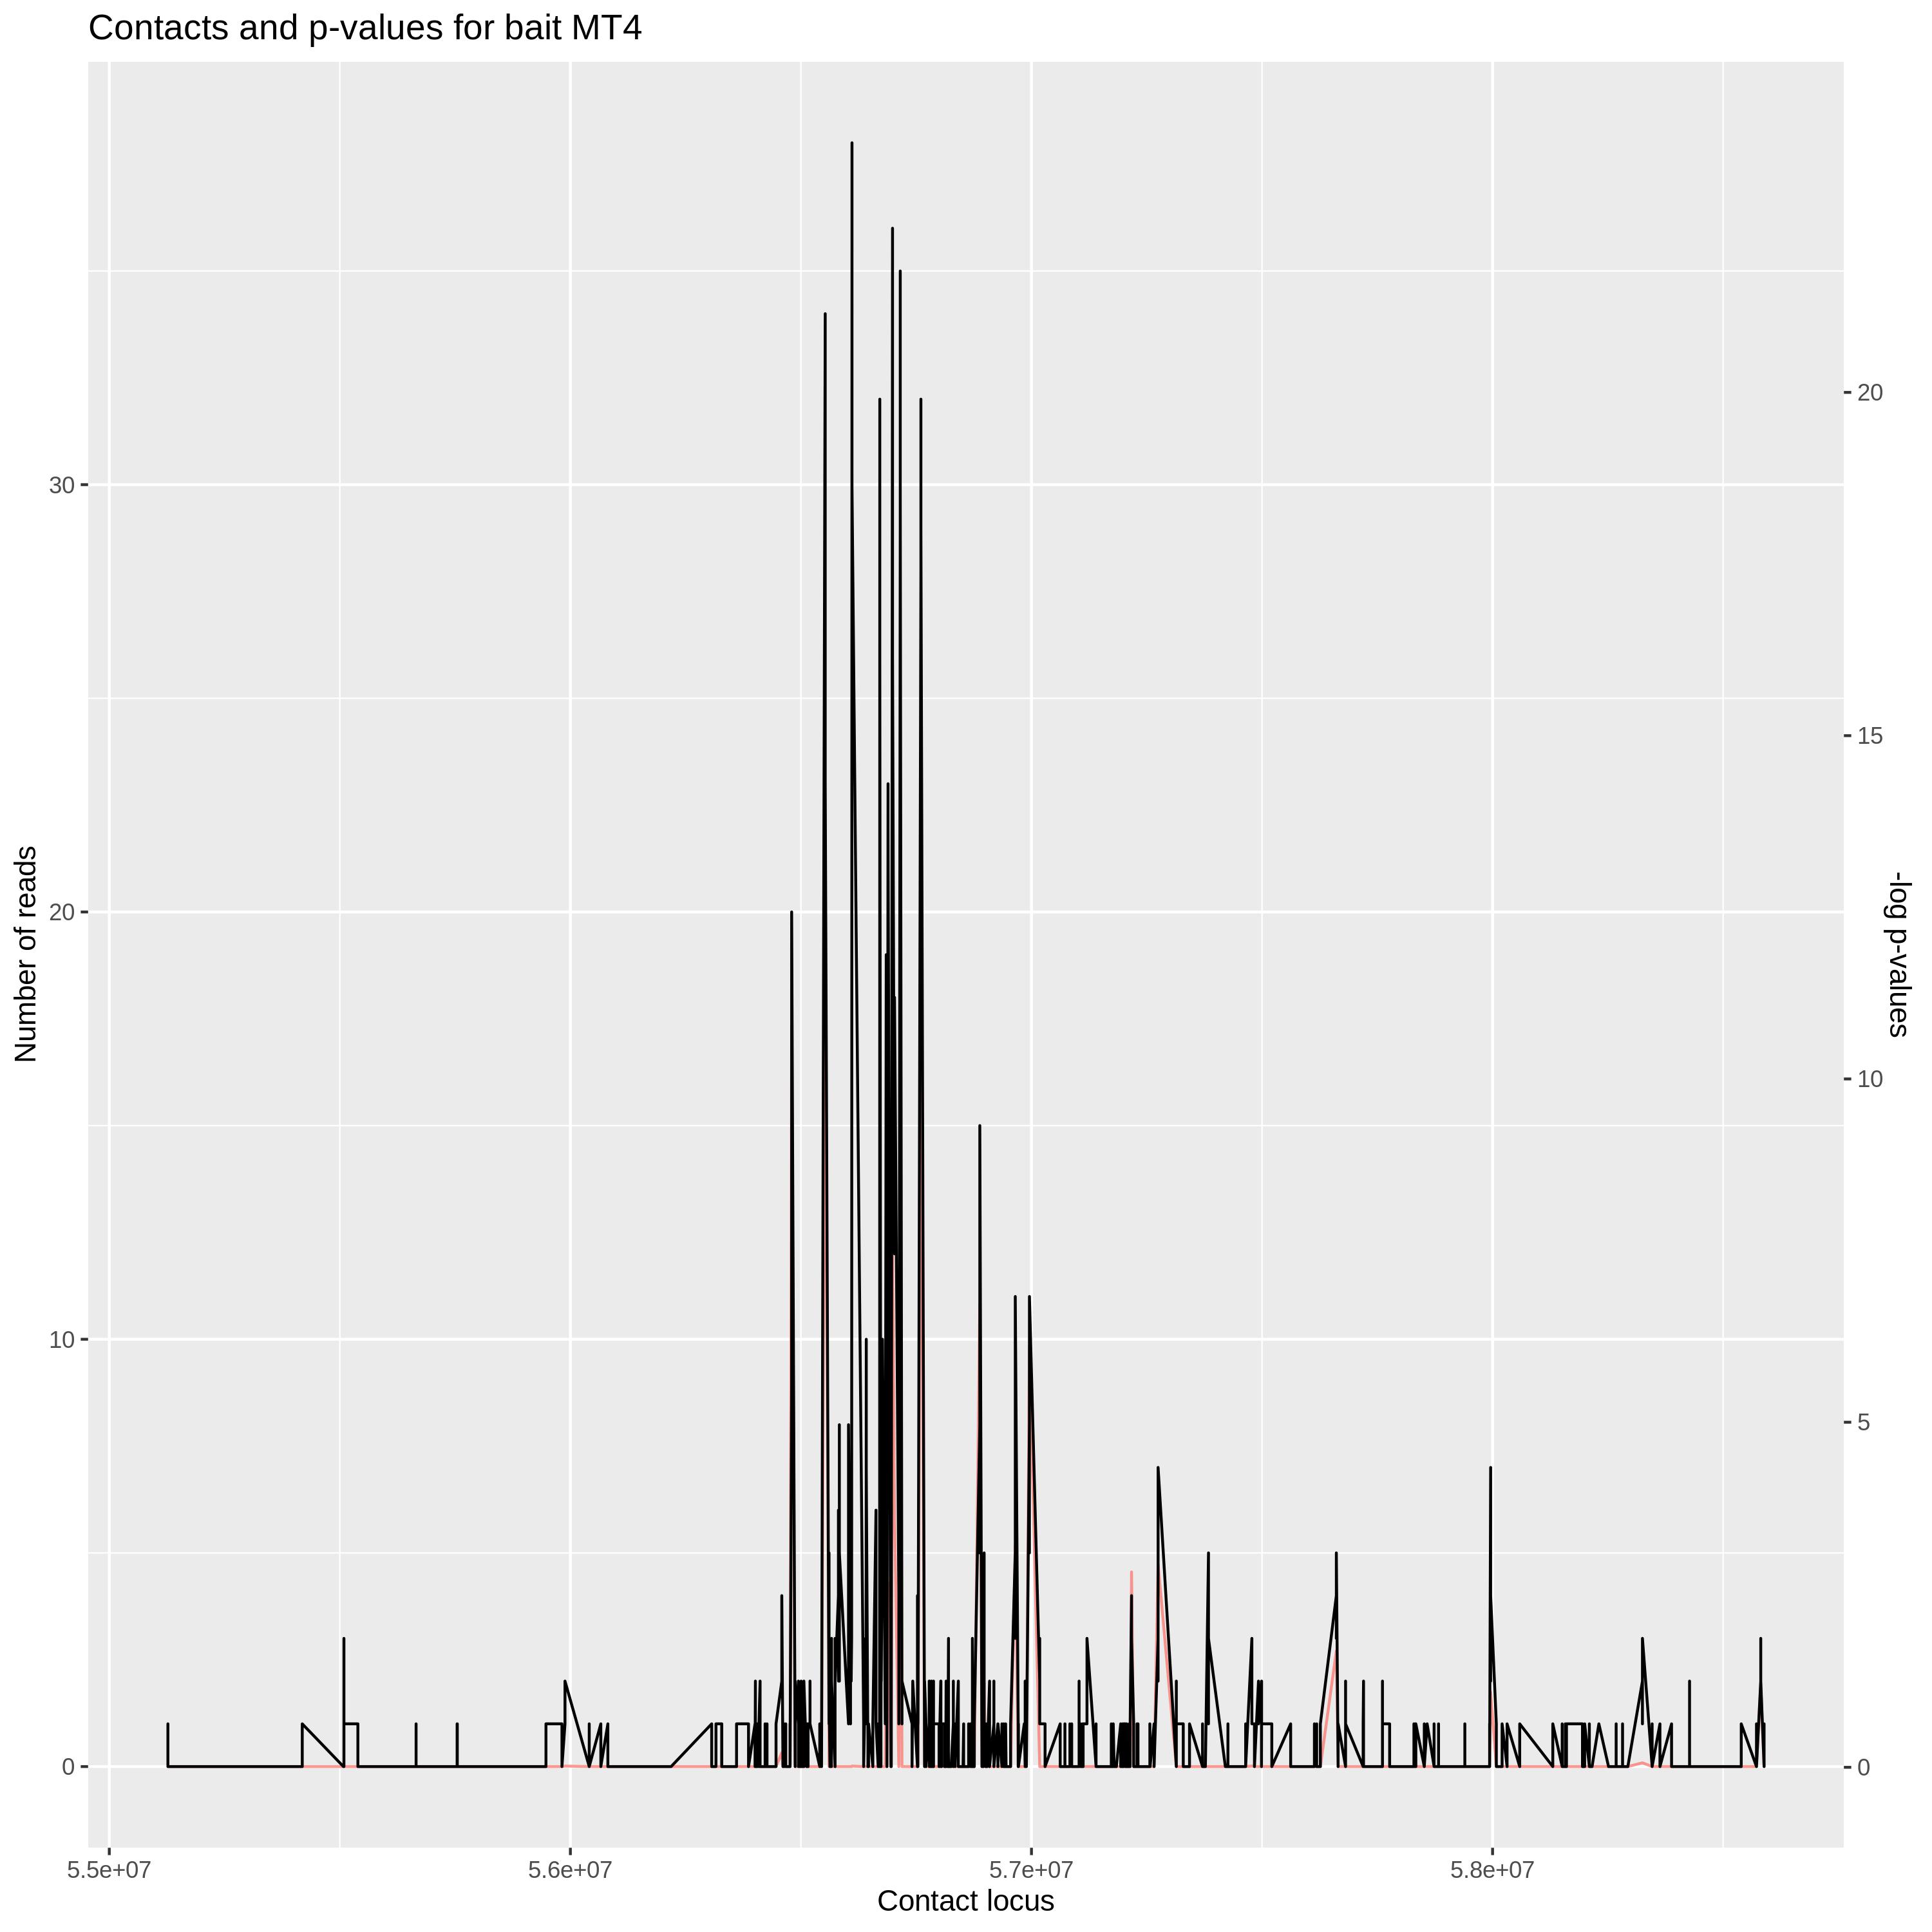 Contacts and p-values for bait MT4
Number of reads
30
20
10
0
20
15
10
5
0
-log p-values
5.5e+07
5.6e+07
5.7e+07
5.8e+07
Contact locus